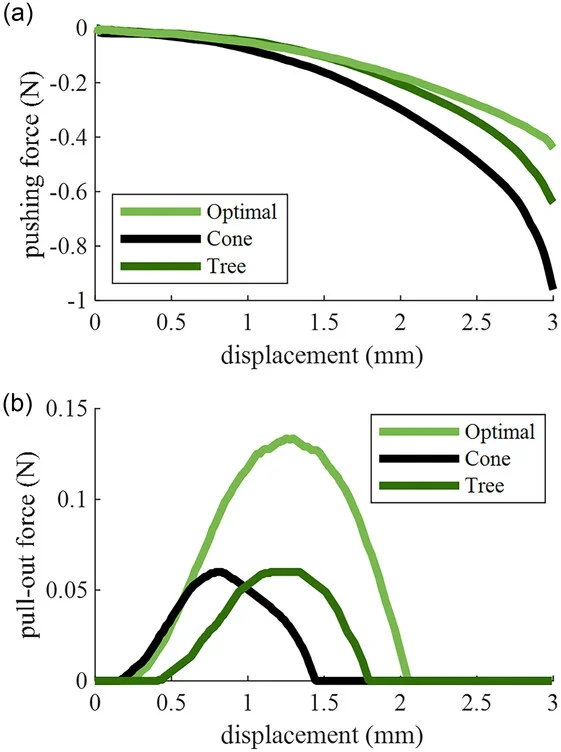 (a)
pushing force (N)
0
-0.2
-0.4
-0.6
-0.8
-1
Optimal
Cone
Tree
0 0.5 1 1.5 2 2.5 3
displacement (mm)
(b)
pull-out force (N)
0.15
0.1
0.05
0
Optimal
Cone
Tree
0 0.5 1 1.5 2 2.5 3
displacement (mm)